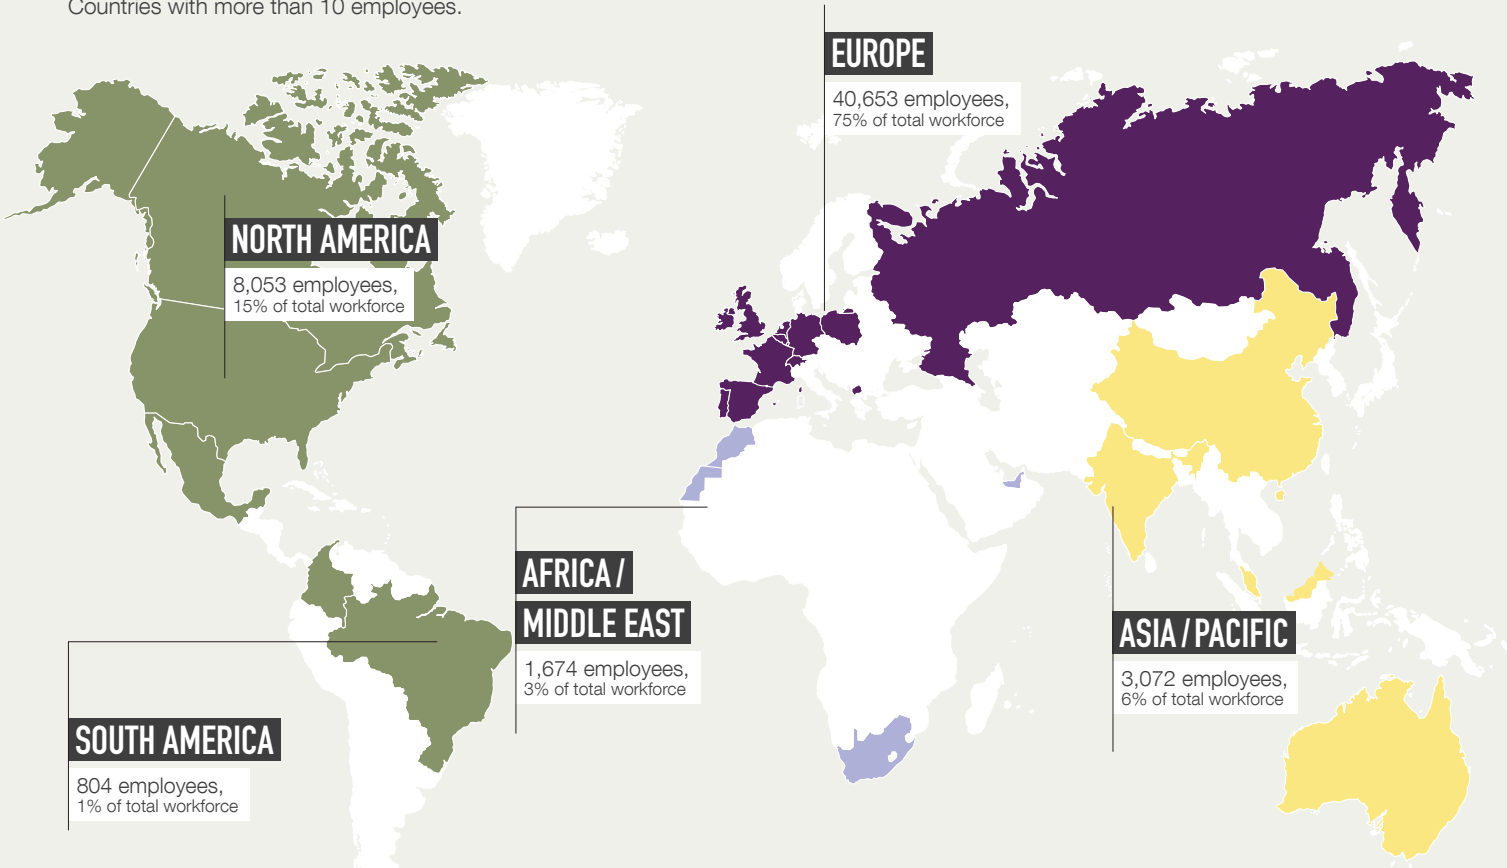 Countries with more than 10 employees.
EUROPE
40,653 employees,
75% of total workforce
NORTH AMERICA
8,053 employees,
15% of total workforce
AFRICA /
MIDDLE EAST
1,674 employees,
3% of total workforce
ASIA / PACIFIC
3,072 employees,
6% of total workforce
SOUTH AMERICA
804 employees,
1% of total workforce